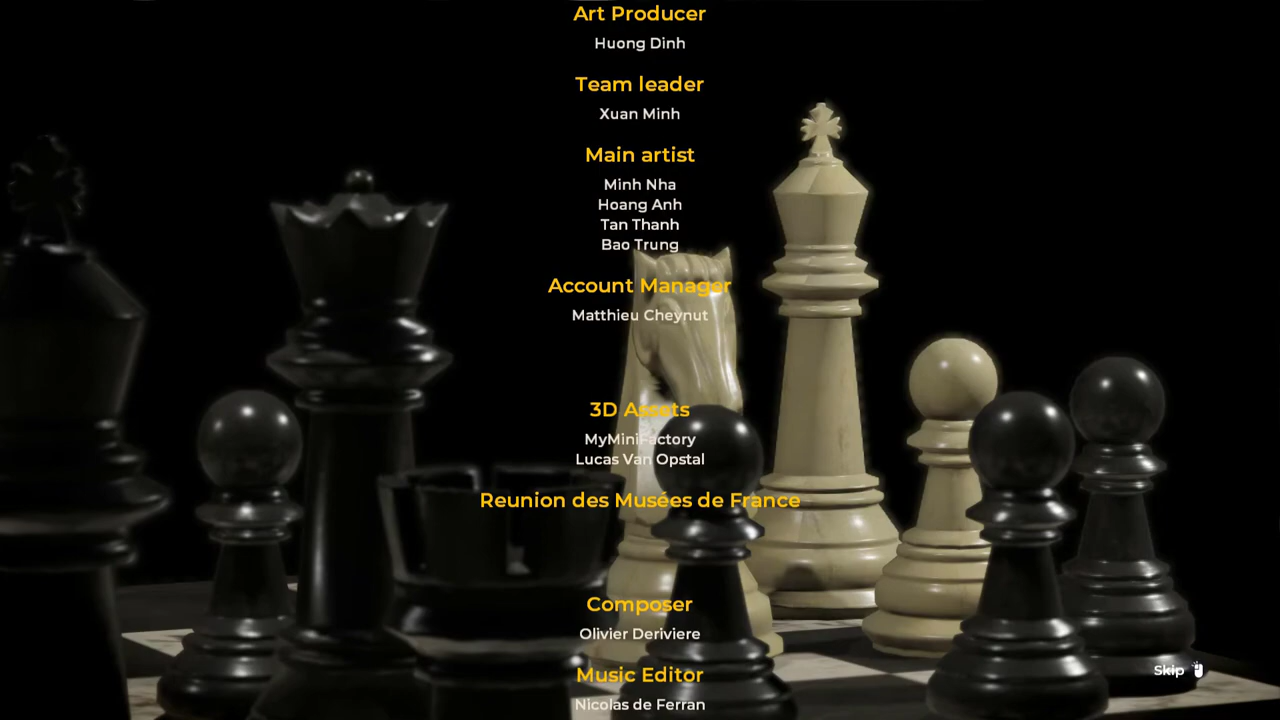 Art Producer
Huong Dinh
Team leader
Xuan Minh
Main artist
Minh Nha
Hoang Anh
Tan Thanh
Bao Trung
Account Manager
Matthieu Cheynut
3D Assets
MyMiniFactory
Lucas Van Opstal
Reunion des Musées de France
Composer
Olivier Deriviere
Skip
Music Editor
Nicolas de Ferran